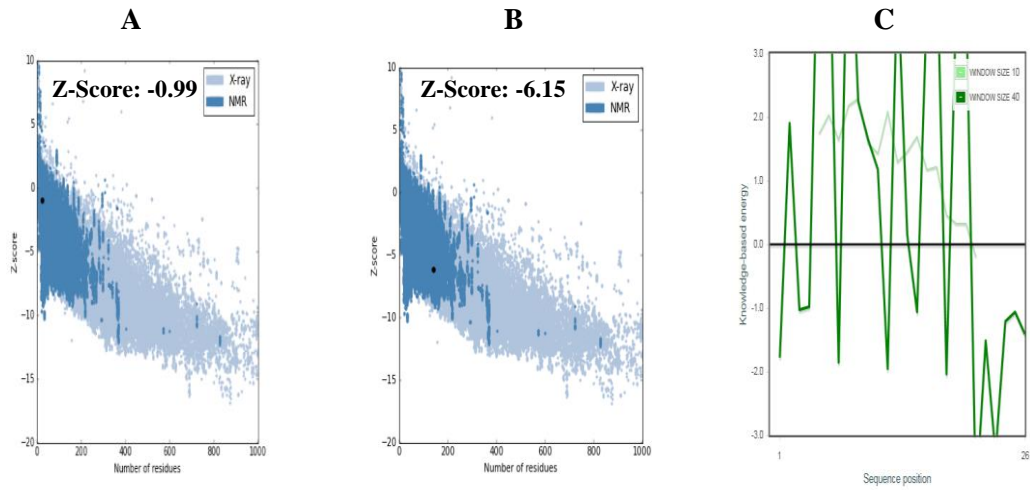 A
B
C
Z-Score: -0.99
X-ray
NMR
10
5
0
−5
−10
−15
−20
Z-score
0
200
400
600
800
1000
Number of residues
Z-Score: -6.15
X-ray
NMR
10
5
0
−5
−10
−15
−20
Z-score
0
200
400
600
800
1000
Number of residues
WINDOW SIZE 10
WINDOW SIZE 40
3.0
2.0
1.0
0.0
-1.0
-2.0
-3.0
Knowledge-based energy
1
26
Sequence position